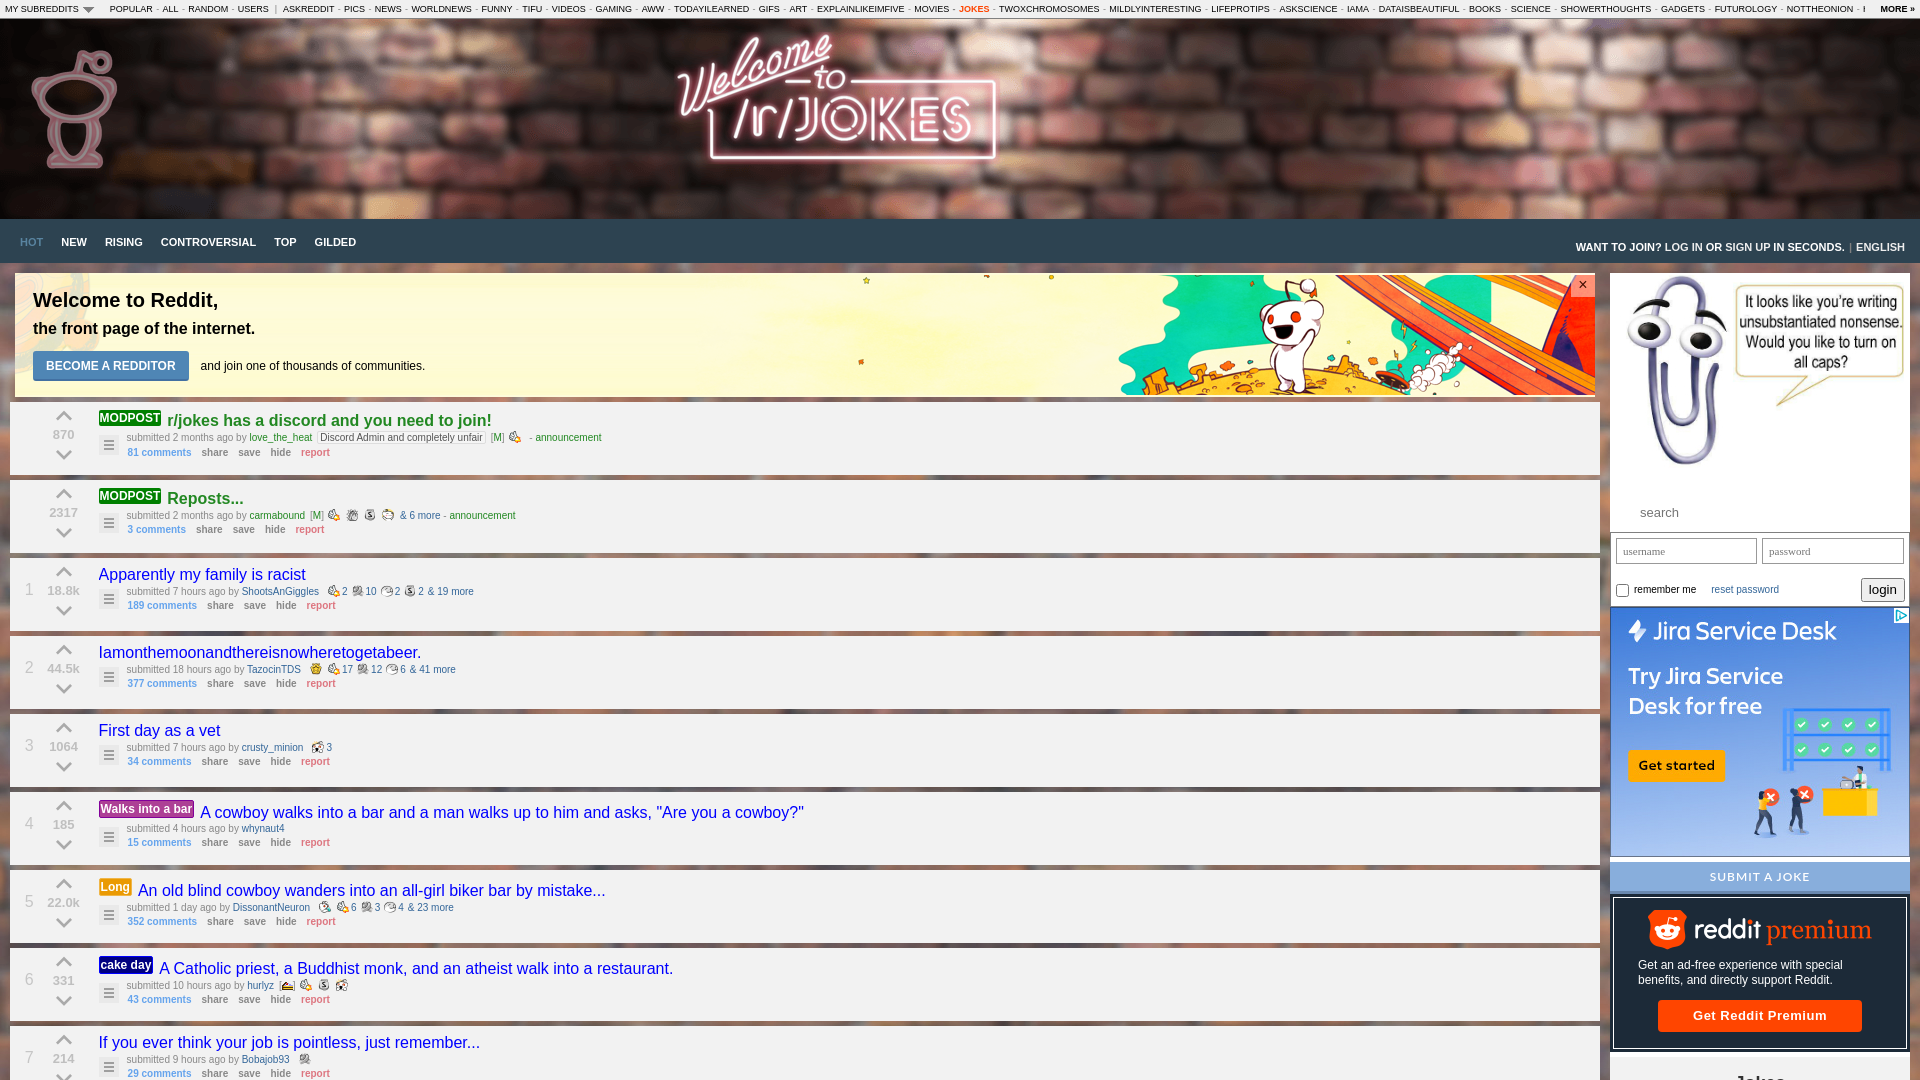 MY SUBREDDITS POPULAR - ALL - RANDOM - USERS | ASKREDDIT - PICS - NEWS - WORLDNEWS - FUNNY - TIFU - VIDEOS - GAMING - AWW - TODAYILEARNED - GIFS - ART - EXPLAINLIKEIMFIVE - MOVIES - JOKES - TWOXCHROMOSOMES - MILDLYINTERESTING - LIFEPROTIPS - ASKSCIENCE - IAMA - DATAISBEAUTIFUL - BOOKS - SCIENCE - SHOWERTHOUGHTS - GADGETS - FUTUROLOGY - NOTTHEONION - MORE »
Welcome
to
/r/JOKES
HOT NEW RISING CONTROVERSIAL TOP GILDED
WANT TO JOIN? LOG IN OR SIGN UP IN SECONDS. | ENGLISH
Welcome to Reddit,
the front page of the internet.
BECOME A REDDITOR and join one of thousands of communities.
×
870
MODPOST r/jokes has a discord and you need to join!
submitted 2 months ago by love_the_heat Discord Admin and completely unfair [M] - announcement
81 comments share save hide report
2317
MODPOST Reposts...
submitted 2 months ago by carmabound [M] & 6 more - announcement
3 comments share save hide report
1 18.8k
Apparently my family is racist
submitted 7 hours ago by ShootsAnGiggles 2 10 2 2 & 19 more
189 comments share save hide report
2 44.5k
Iamonthemoonandthereisnowheretogetabeer.
submitted 18 hours ago by TazocinTDS 17 12 6 & 41 more
377 comments share save hide report
3 1064
First day as a vet
submitted 7 hours ago by crusty_minion 3
34 comments share save hide report
4 185
Walks into a bar A cowboy walks into a bar and a man walks up to him and asks, "Are you a cowboy?"
submitted 4 hours ago by whynaut4
15 comments share save hide report
5 22.0k
Long An old blind cowboy wanders into an all-girl biker bar by mistake...
submitted 1 day ago by DissonantNeuron 6 3 4 & 23 more
352 comments share save hide report
6 331
cake day A Catholic priest, a Buddhist monk, and an atheist walk into a restaurant.
submitted 10 hours ago by hurlyz [
43 comments share save hide report
7 214
If you ever think your job is pointless, just remember...
submitted 9 hours ago by Bobajob93
29 comments share save hide report
It looks like you're writing
unsubstantiated nonsense.
Would you like to turn on
all caps?
search
username password
remember me reset password login
Jira Service Desk
Try Jira Service
Desk for free
Get started
SUBMIT A JOKE
reddit premium
Get an ad-free experience with special
benefits, and directly support Reddit.
Get Reddit Premium
Jokes